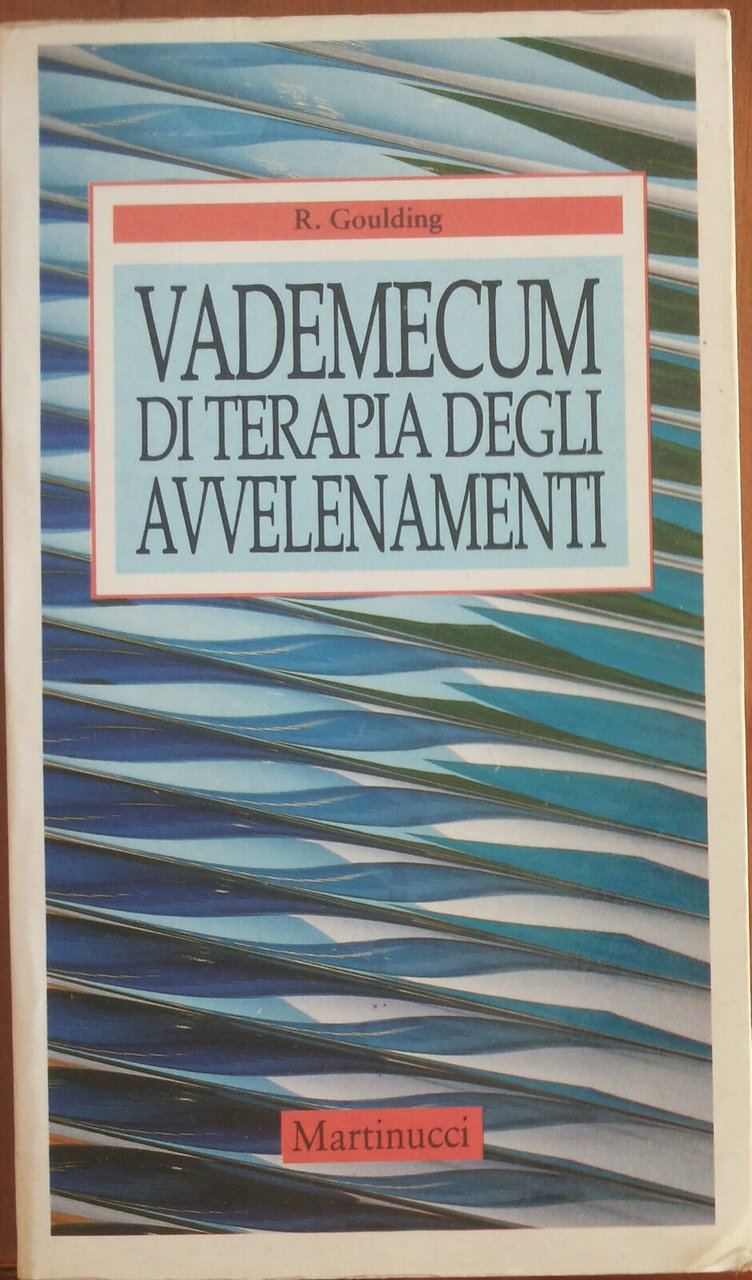 R. Goulding
VADEMECUM
DI TERAPIA DEGLI
AVVELENAMENTI
Martinucci